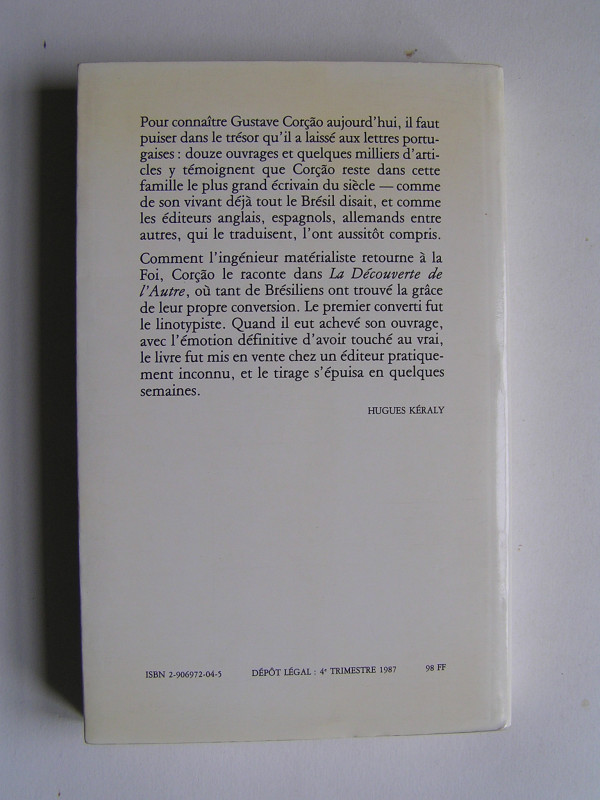 Pour connaître Gustave Corção aujourd'hui, il faut
puiser dans le trésor qu'il a laissé aux lettres portu-
gaises : douze ouvrages et quelques milliers d'arti-
cles y témoignent que Corção reste dans cette
famille le plus grand écrivain du siècle — comme
de son vivant déjà tout le Brésil disait, et comme
les éditeurs anglais, espagnols, allemands entre
autres, qui le traduisent, l'ont aussitôt compris.
Comment l'ingénieur matérialiste retourne à la
Foi, Corção le raconte dans La Découverte de
l'Autre, où tant de Brésiliens ont trouvé la grâce
de leur propre conversion. Le premier converti fut
le linotypiste. Quand il eut achevé son ouvrage,
avec l'émotion définitive d'avoir touché au vrai,
le livre fut mis en vente chez un éditeur pratique-
ment inconnu, et le tirage s'épuisa en quelques
semaines.
HUGUES KÉRALY
ISBN 2-906972-04-5 DÉPÔT LÉGAL : 4e TRIMESTRE 1987 98 FF